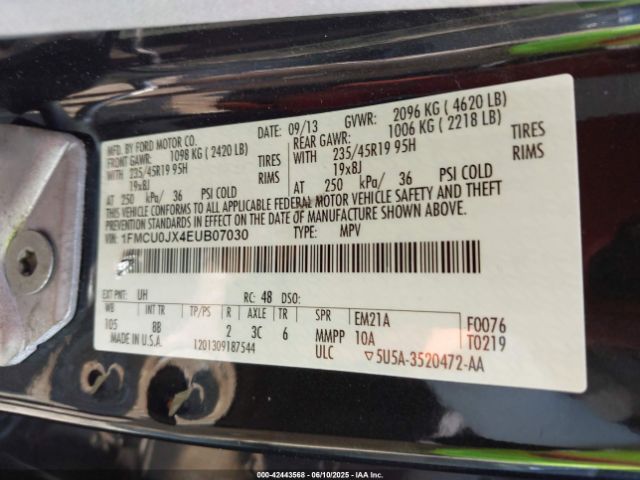 MFD. BY FORD MOTOR CO. DATE: 09/13 GVWR: 2096 KG ( 4620 LB)
FRONT GAWR: 1098 KG ( 2420 LB) REAR GAWR: 1006 KG ( 2218 LB)
WITH 235/45R19 95H TIRES WITH 235/45R19 95H TIRES
19x8J RIMS 19x8J RIMS
AT 250 kPa/ 36 PSI COLD AT 250 kPa/ 36 PSI COLD
THIS VEHICLE CONFORMS TO ALL APPLICABLE FEDERAL MOTOR VEHICLE SAFETY AND THEFT
PREVENTION STANDARDS IN EFFECT ON THE DATE OF MANUFACTURE SHOWN ABOVE.
VIN: 1FMCU0JX4EUB07030 TYPE: MPV
EXT PNT: UH RC: 48 DSO:
WB INT TR TP/PS R AXLE TR SPR EM21A F0076
105 BB 2 3C 6 MMPP 10A T0219
MADE IN U.S.A. 1201309187544 ULC 5U5A-3520472-AA
000-42443568 - 06/10/2025 - IAAI.com